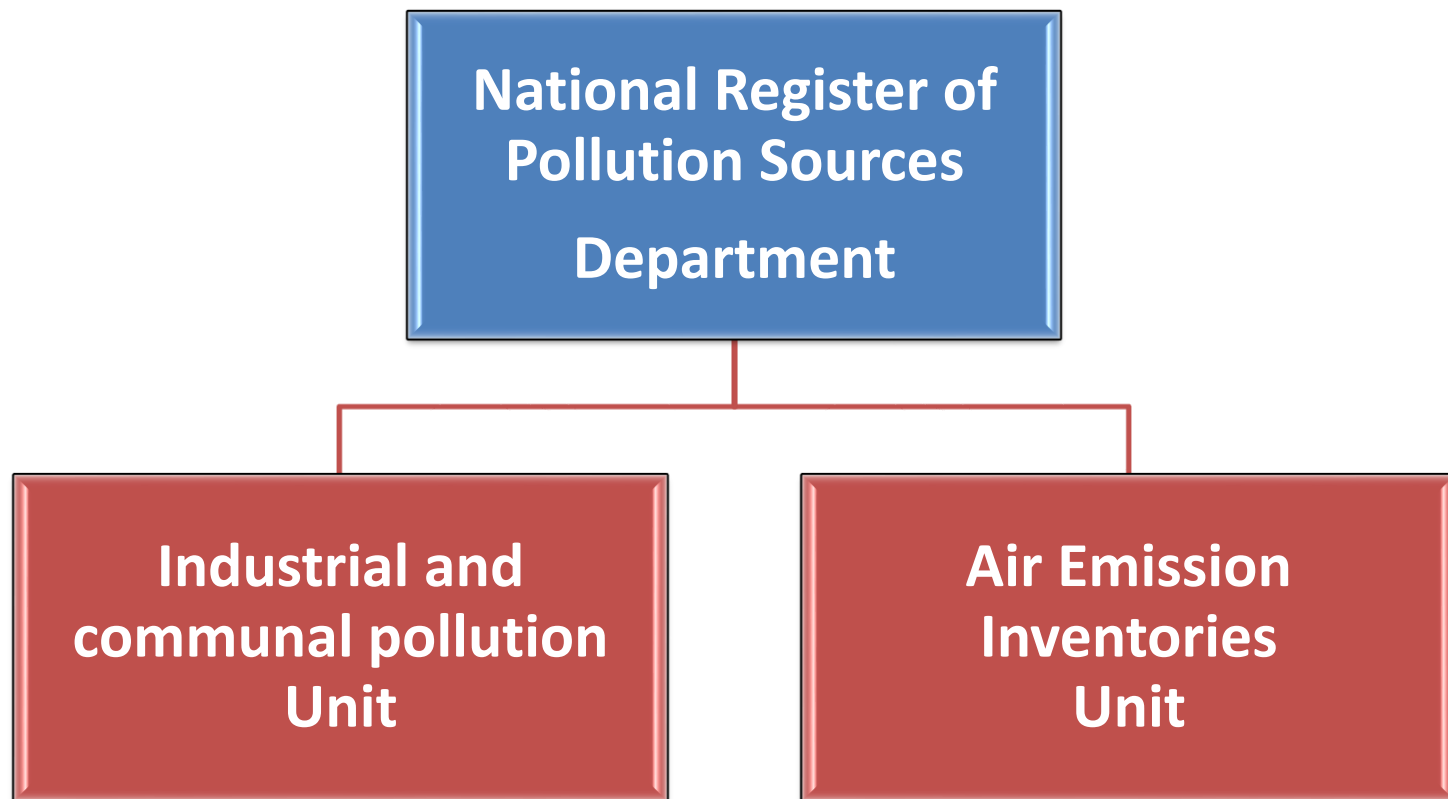 National Register of
Pollution Sources
Department
Industrial and
communal pollution
Unit
Air Emission
Inventories
Unit